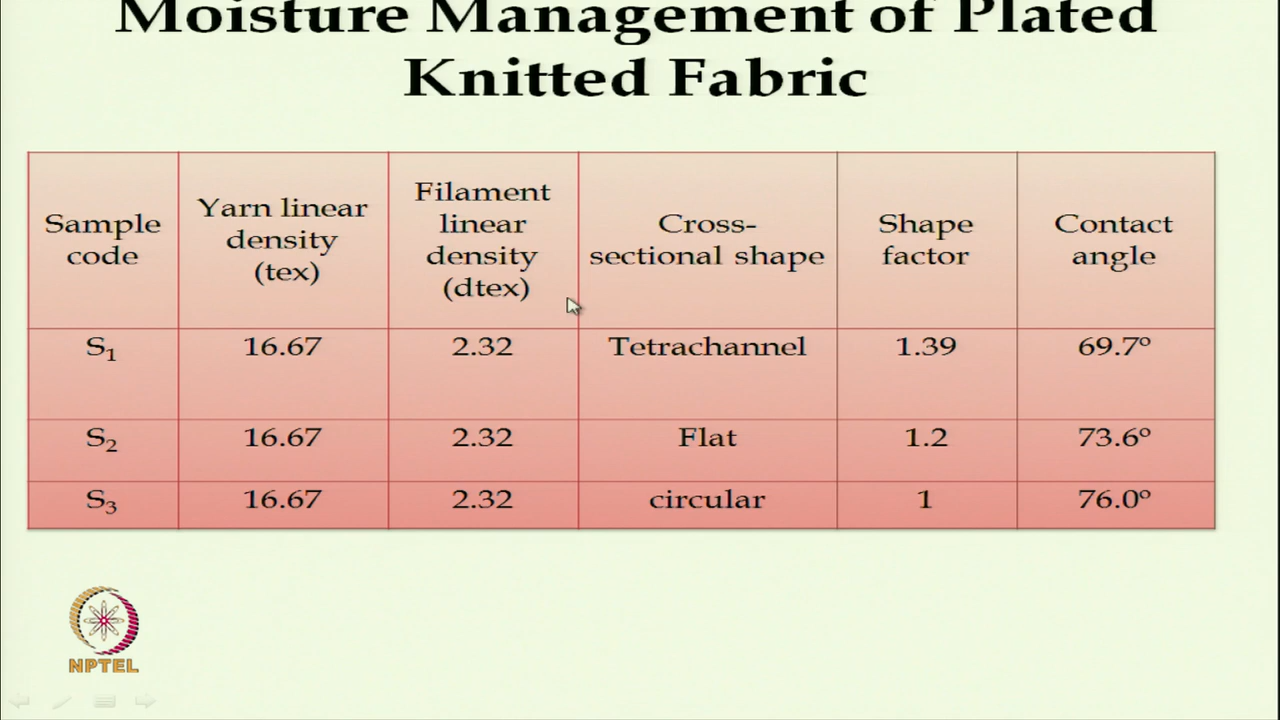 Moisture Management of Plated
Knitted Fabric
Sample
code
Yarn linear
density
(tex)
Filament
linear
density
(dtex)
Cross-
sectional shape
Shape
factor
Contact
angle
S₁ 16.67 2.32 Tetrachannel 1.39 69.7º
S₂ 16.67 2.32 Flat 1.2 73.6º
S₃ 16.67 2.32 circular 1 76.0º
NPTEL